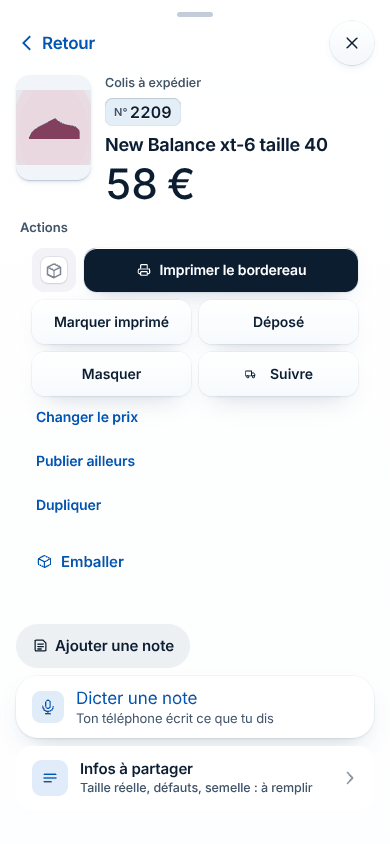 Retour
Colis à expédier
N° 2209
New Balance xt-6 taille 40
58 €
Actions
Imprimer le bordereau
Marquer imprimé
Déposé
Masquer
Suivre
Changer le prix
Publier ailleurs
Dupliquer
Emballer
Ajouter une note
Dicter une note
Ton téléphone écrit ce que tu dis
Infos à partager
Taille réelle, défauts, semelle : à remplir